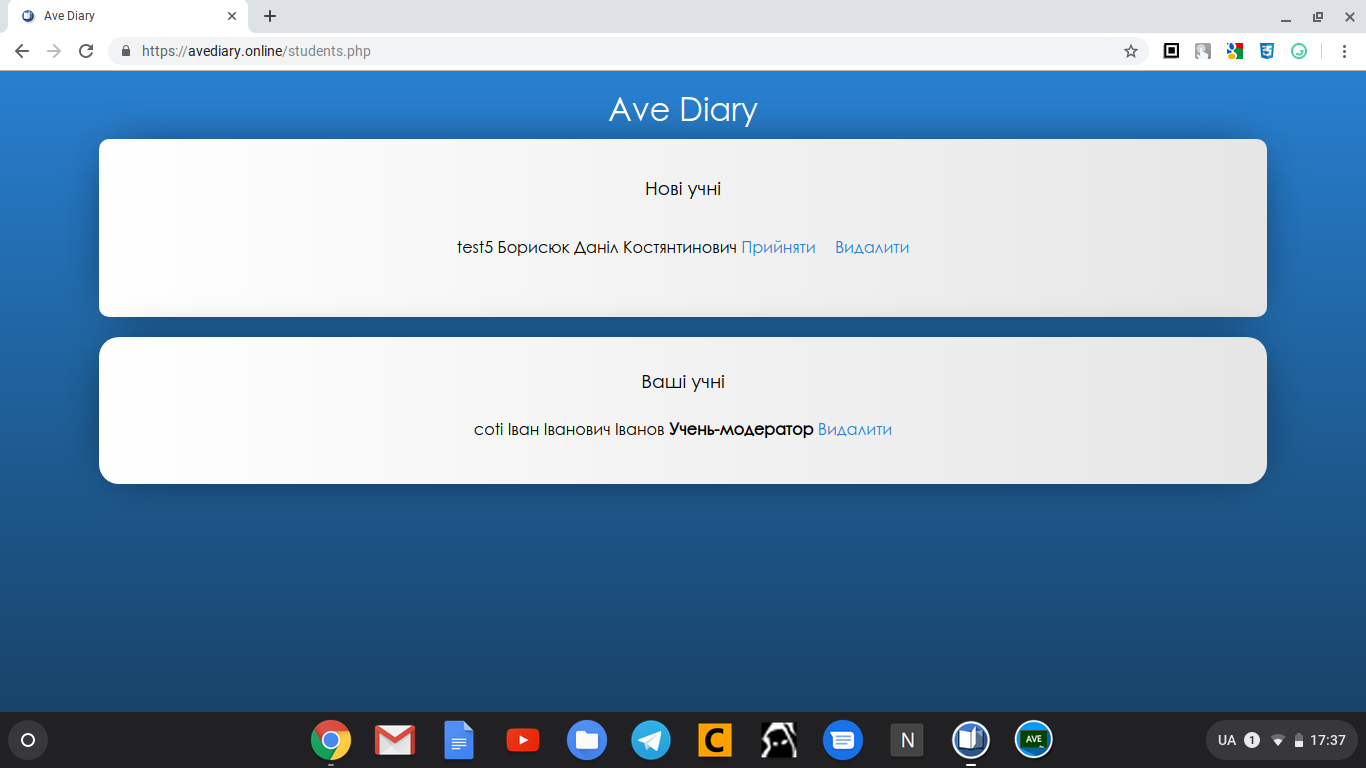 Ave Diary
https://avediary.online/students.php
Ave Diary
Нові учні
test5 Борисюк Даніл Костянтинович Прийняти Видалити
Ваші учні
coti Іван Іванович Іванов Учень-модератор Видалити
C
N
AVE
UA 1 17:37